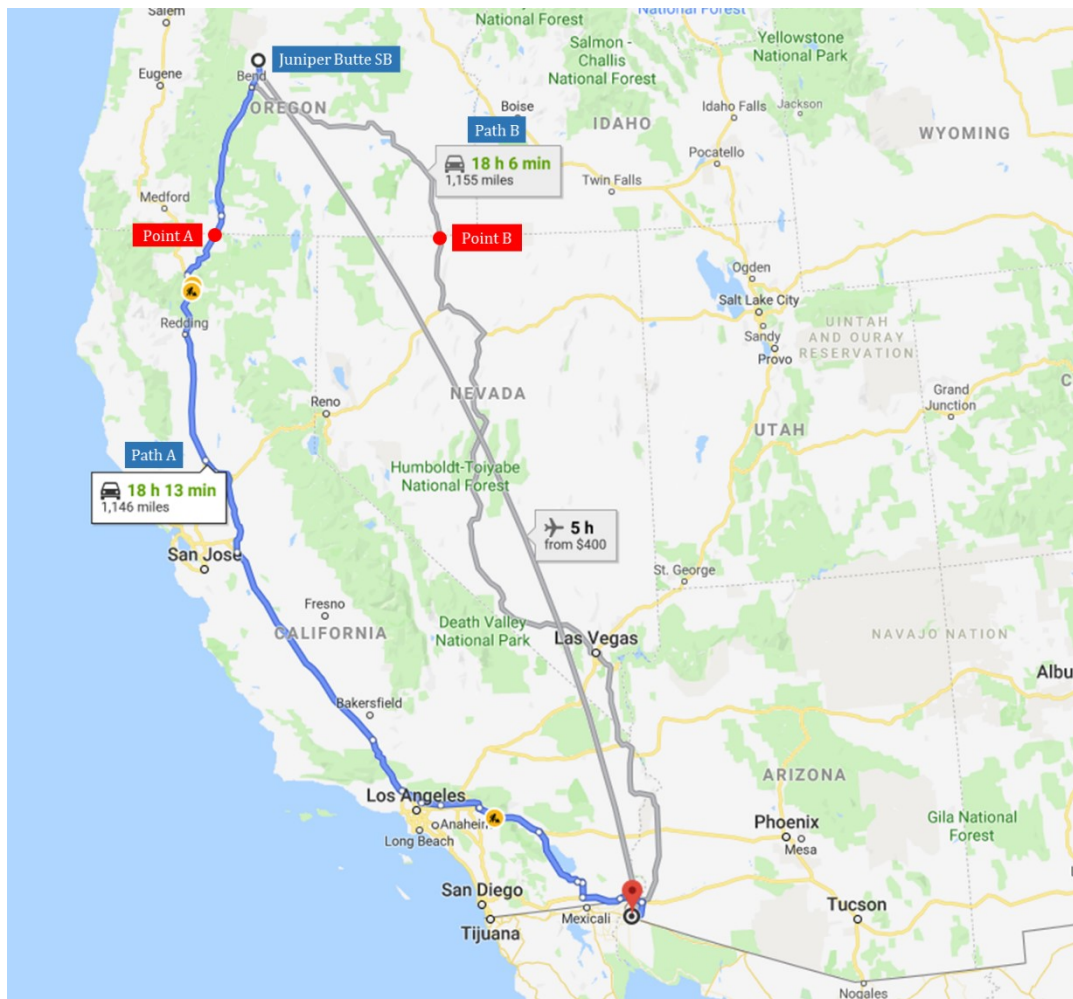 Salem
National Forest
National Forest
Salmon -
Challis
National Forest
Yellowstone
National Park
Juniper Butte SB
Eugene
Bend
OREGON
Boise
IDAHO
Idaho Falls
Jackson
WYOMING
Path B
18 h 6 min
1,155 miles
Pocatello
Twin Falls
Medford
Point A
Point B
Ogden
Salt Lake City
Sandy
Provo
UINTAH
AND OURAY
RESERVATION
Redding
NEVADA
Reno
Grand
Junction
C
UTAH
Path A
18 h 13 min
1,146 miles
Humboldt-Toiyabe
National Forest
5 h
from $400
San Jose
St. George
Fresno
CALIFORNIA
Death Valley
National Park
Las Vegas
NAVAJO NATION
Albu
Bakersfield
ARIZONA
Los Angeles
Anaheim
Long Beach
Phoenix
Mesa
Gila National
Forest
San Diego
Mexicali
Tijuana
Tucson
Nogales